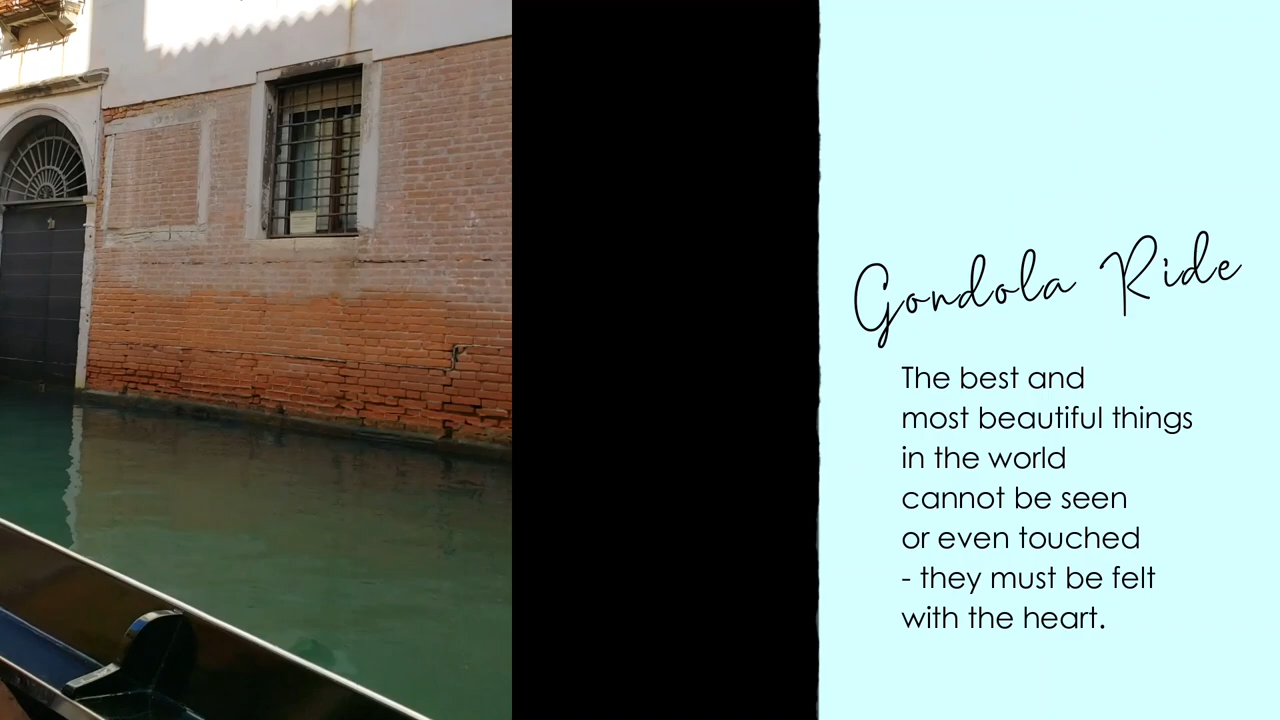 Gondola Ride
The best and
most beautiful things
in the world
cannot be seen
or even touched
- they must be felt
with the heart.